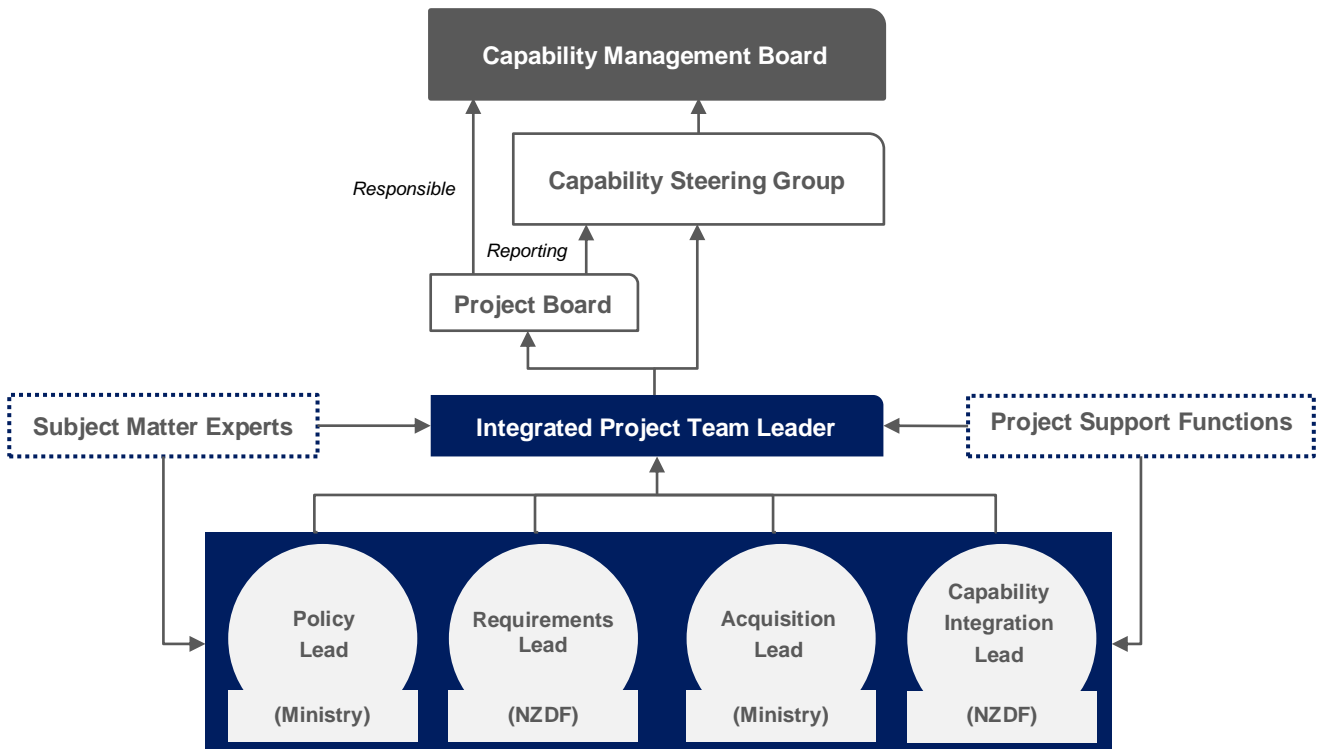 Capability Management Board
Capability Steering Group
Responsible
Reporting
Project Board
Subject Matter Experts
Integrated Project Team Leader
Project Support Functions
Policy
Lead
(Ministry)
Requirements
Lead
(NZDF)
Acquisition
Lead
(Ministry)
Capability
Integration
Lead
(NZDF)